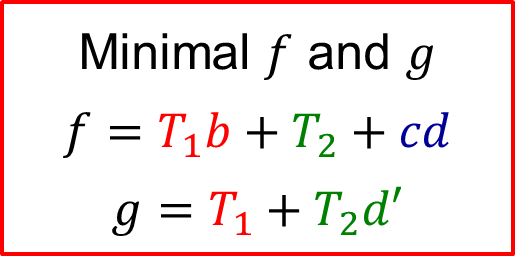 Minimal f and g
f = T₁b + T₂ + cd
g = T₁ + T₂d′